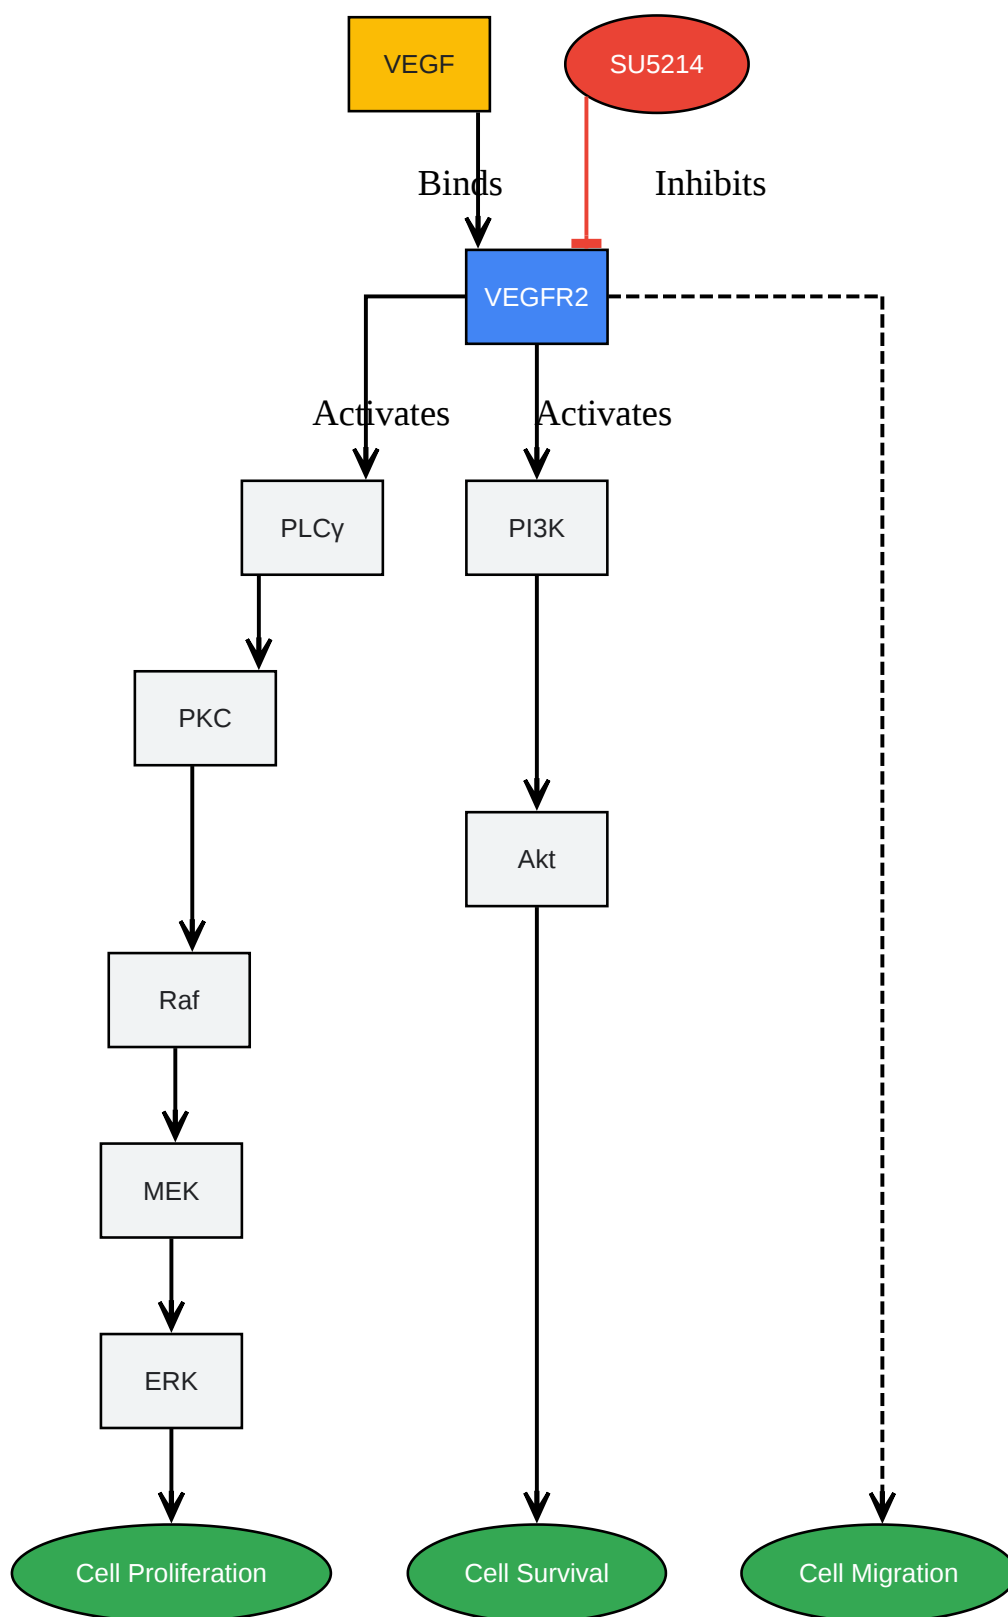 VEGF
SU5214
Binds
Inhibits
VEGFR2
Activates
Activates
PLCγ
PI3K
PKC
Akt
Raf
MEK
ERK
Cell Proliferation
Cell Survival
Cell Migration